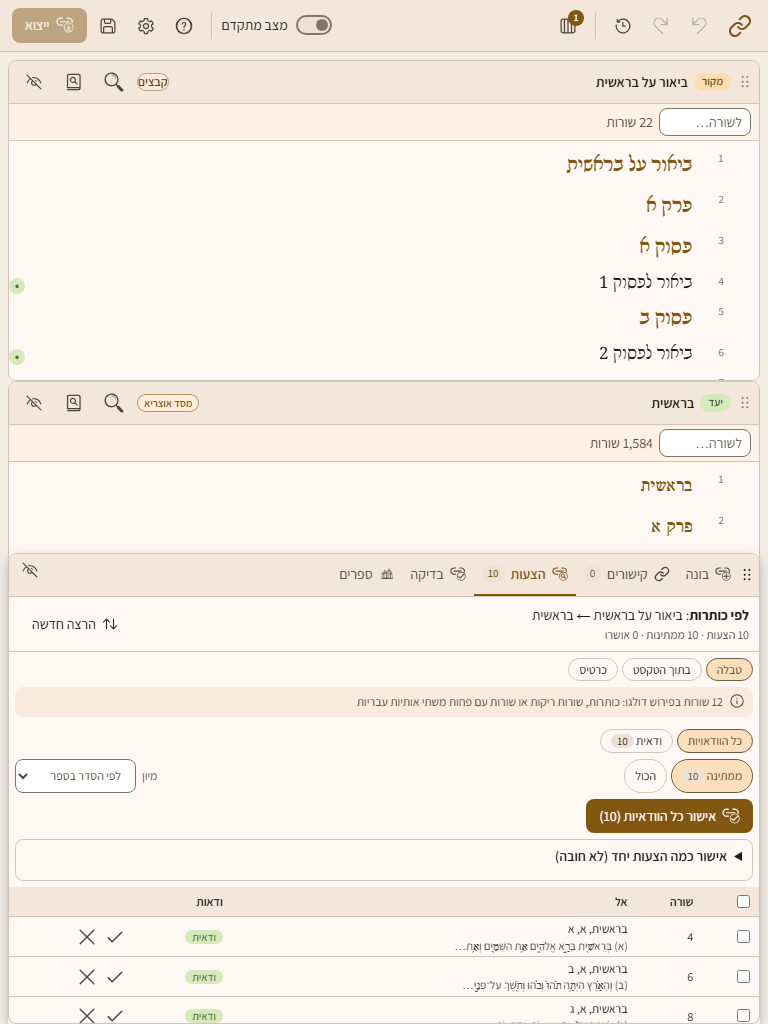 מצב מתקדם
ייצוא
1
מקור
ביאור על בראשית
קבצים
לשורה...
22 שורות
1
ביאור על בראשית
2
פרק א
3
פסוק א
4
ביאור לפסוק 1
5
פסוק ב
6
ביאור לפסוק 2
יעד
בראשית
מסד אוצריא
לשורה...
1,584 שורות
1
בראשית
2
פרק א
בונה
קישורים 0
הצעות 10
בדיקה
ספרים
לפי כותרות: ביאור על בראשית ← בראשית
10 הצעות · 10 ממתינות · 0 אושרו
הרצה חדשה
טבלה
בתוך הטקסט
כרטיס
12 שורות בפירוש דולגו: כותרות, שורות ריקות או שורות עם פחות משתי אותיות עבריות
כל הוודאויות
ודאית 10
ממתינה 10
הכול
מיון
לפי הסדר בספר
אישור כל הוודאיות (10)
אישור כמה הצעות יחד (לא חובה)
שורה
אל
ודאות
4
בראשית, א, א
(א) בְּרֵאשִׁ֖ית בָּרָ֣א אֱלֹהִ֑ים אֵ֥ת הַשָּׁמַ֖יִם וְאֵ֥ת...
ודאית
6
בראשית, א, ב
(ב) וְהָאָ֗רֶץ הָיְתָ֥ה תֹ֙הוּ֙ וָבֹ֔הוּ וְחֹ֖שֶׁךְ עַל־פְּנֵ֣י...
ודאית
8
בראשית, א, ג
ודאית